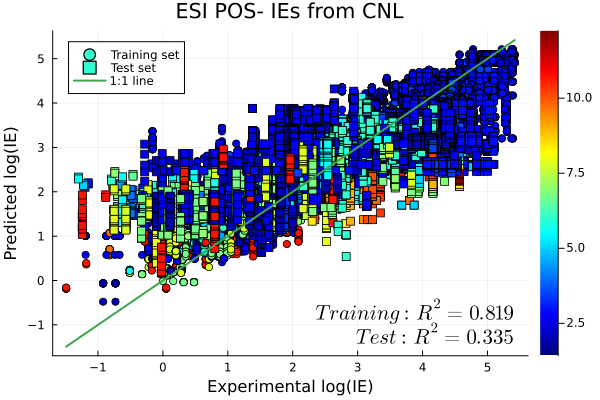 ESI POS- IEs from CNL
Training set
Test set
1:1 line
Predicted log(IE)
5
4
3
2
1
0
−1
Training : R² = 0.819
Test : R² = 0.335
−1 0 1 2 3 4 5
Experimental log(IE)
10.0
7.5
5.0
2.5